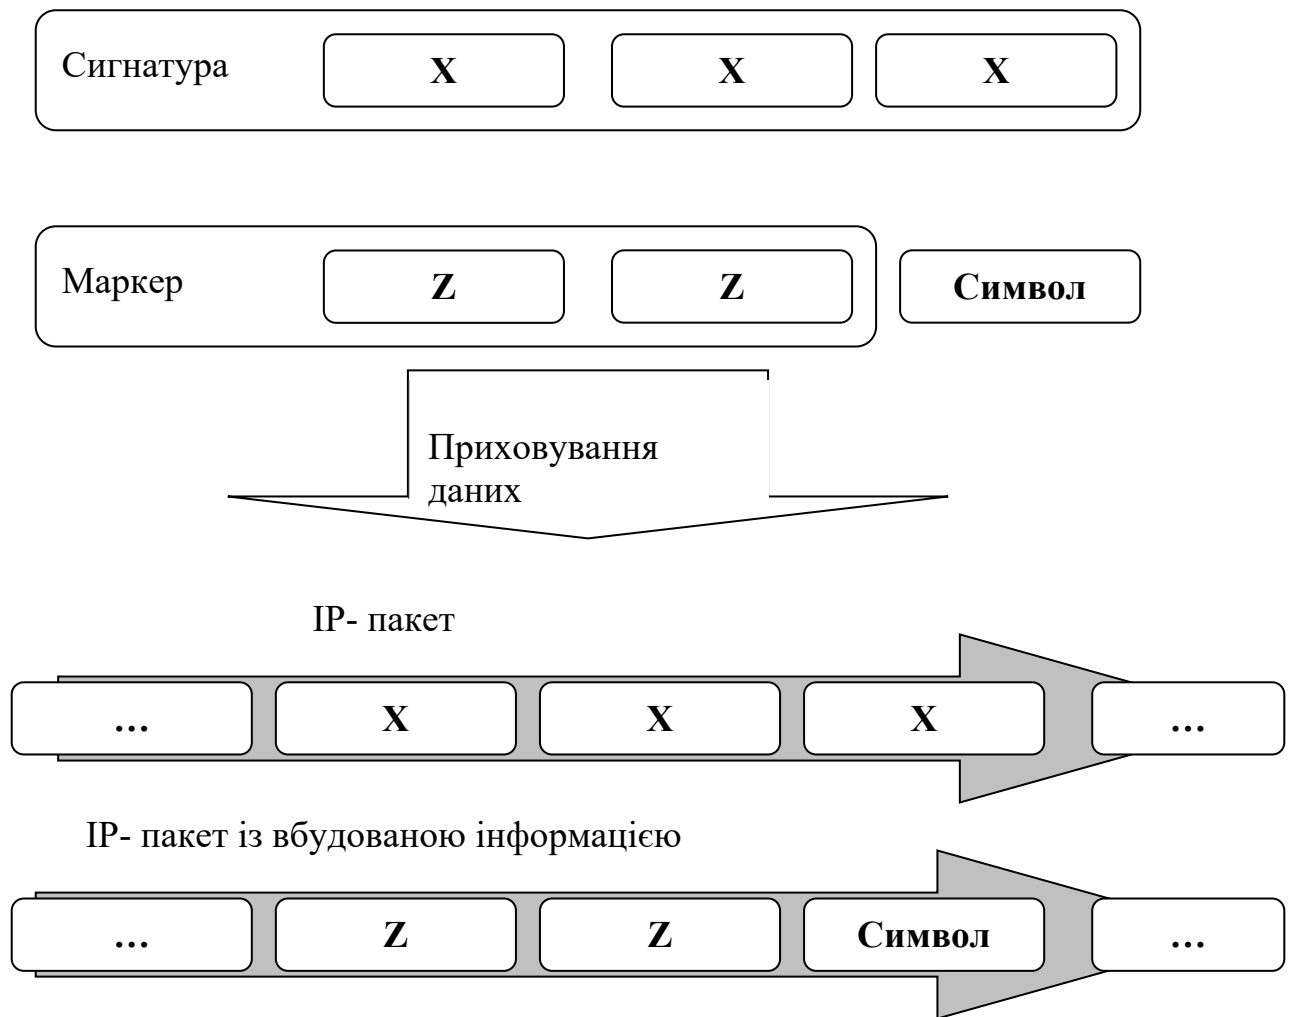 Сигнатура X X X
Маркер Z Z Символ
Приховування
даних
IP- пакет
… X X X …
IP- пакет із вбудованою інформацією
… Z Z Символ …